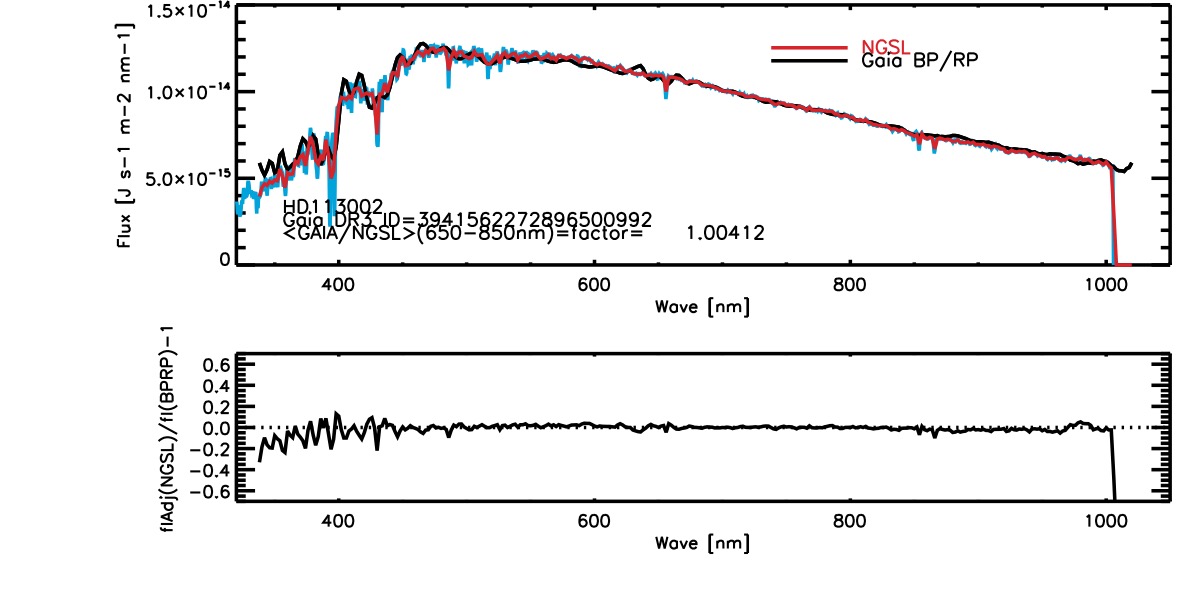 1.5×10−14
1.0×10−14
5.0×10−15
0
Flux [J s−1 m−2 nm−1]
NGSL
Gaia BP/RP
HD113002
Gaia DR3 ID=3941562272896500992
<GAIA/NGSL>(650−850nm)=factor= 1.00412
400 600 800 1000
Wave [nm]
flAdj(NGSL)/fl(BPRP)−1
0.6
0.4
0.2
0.0
−0.2
−0.4
−0.6
400 600 800 1000
Wave [nm]